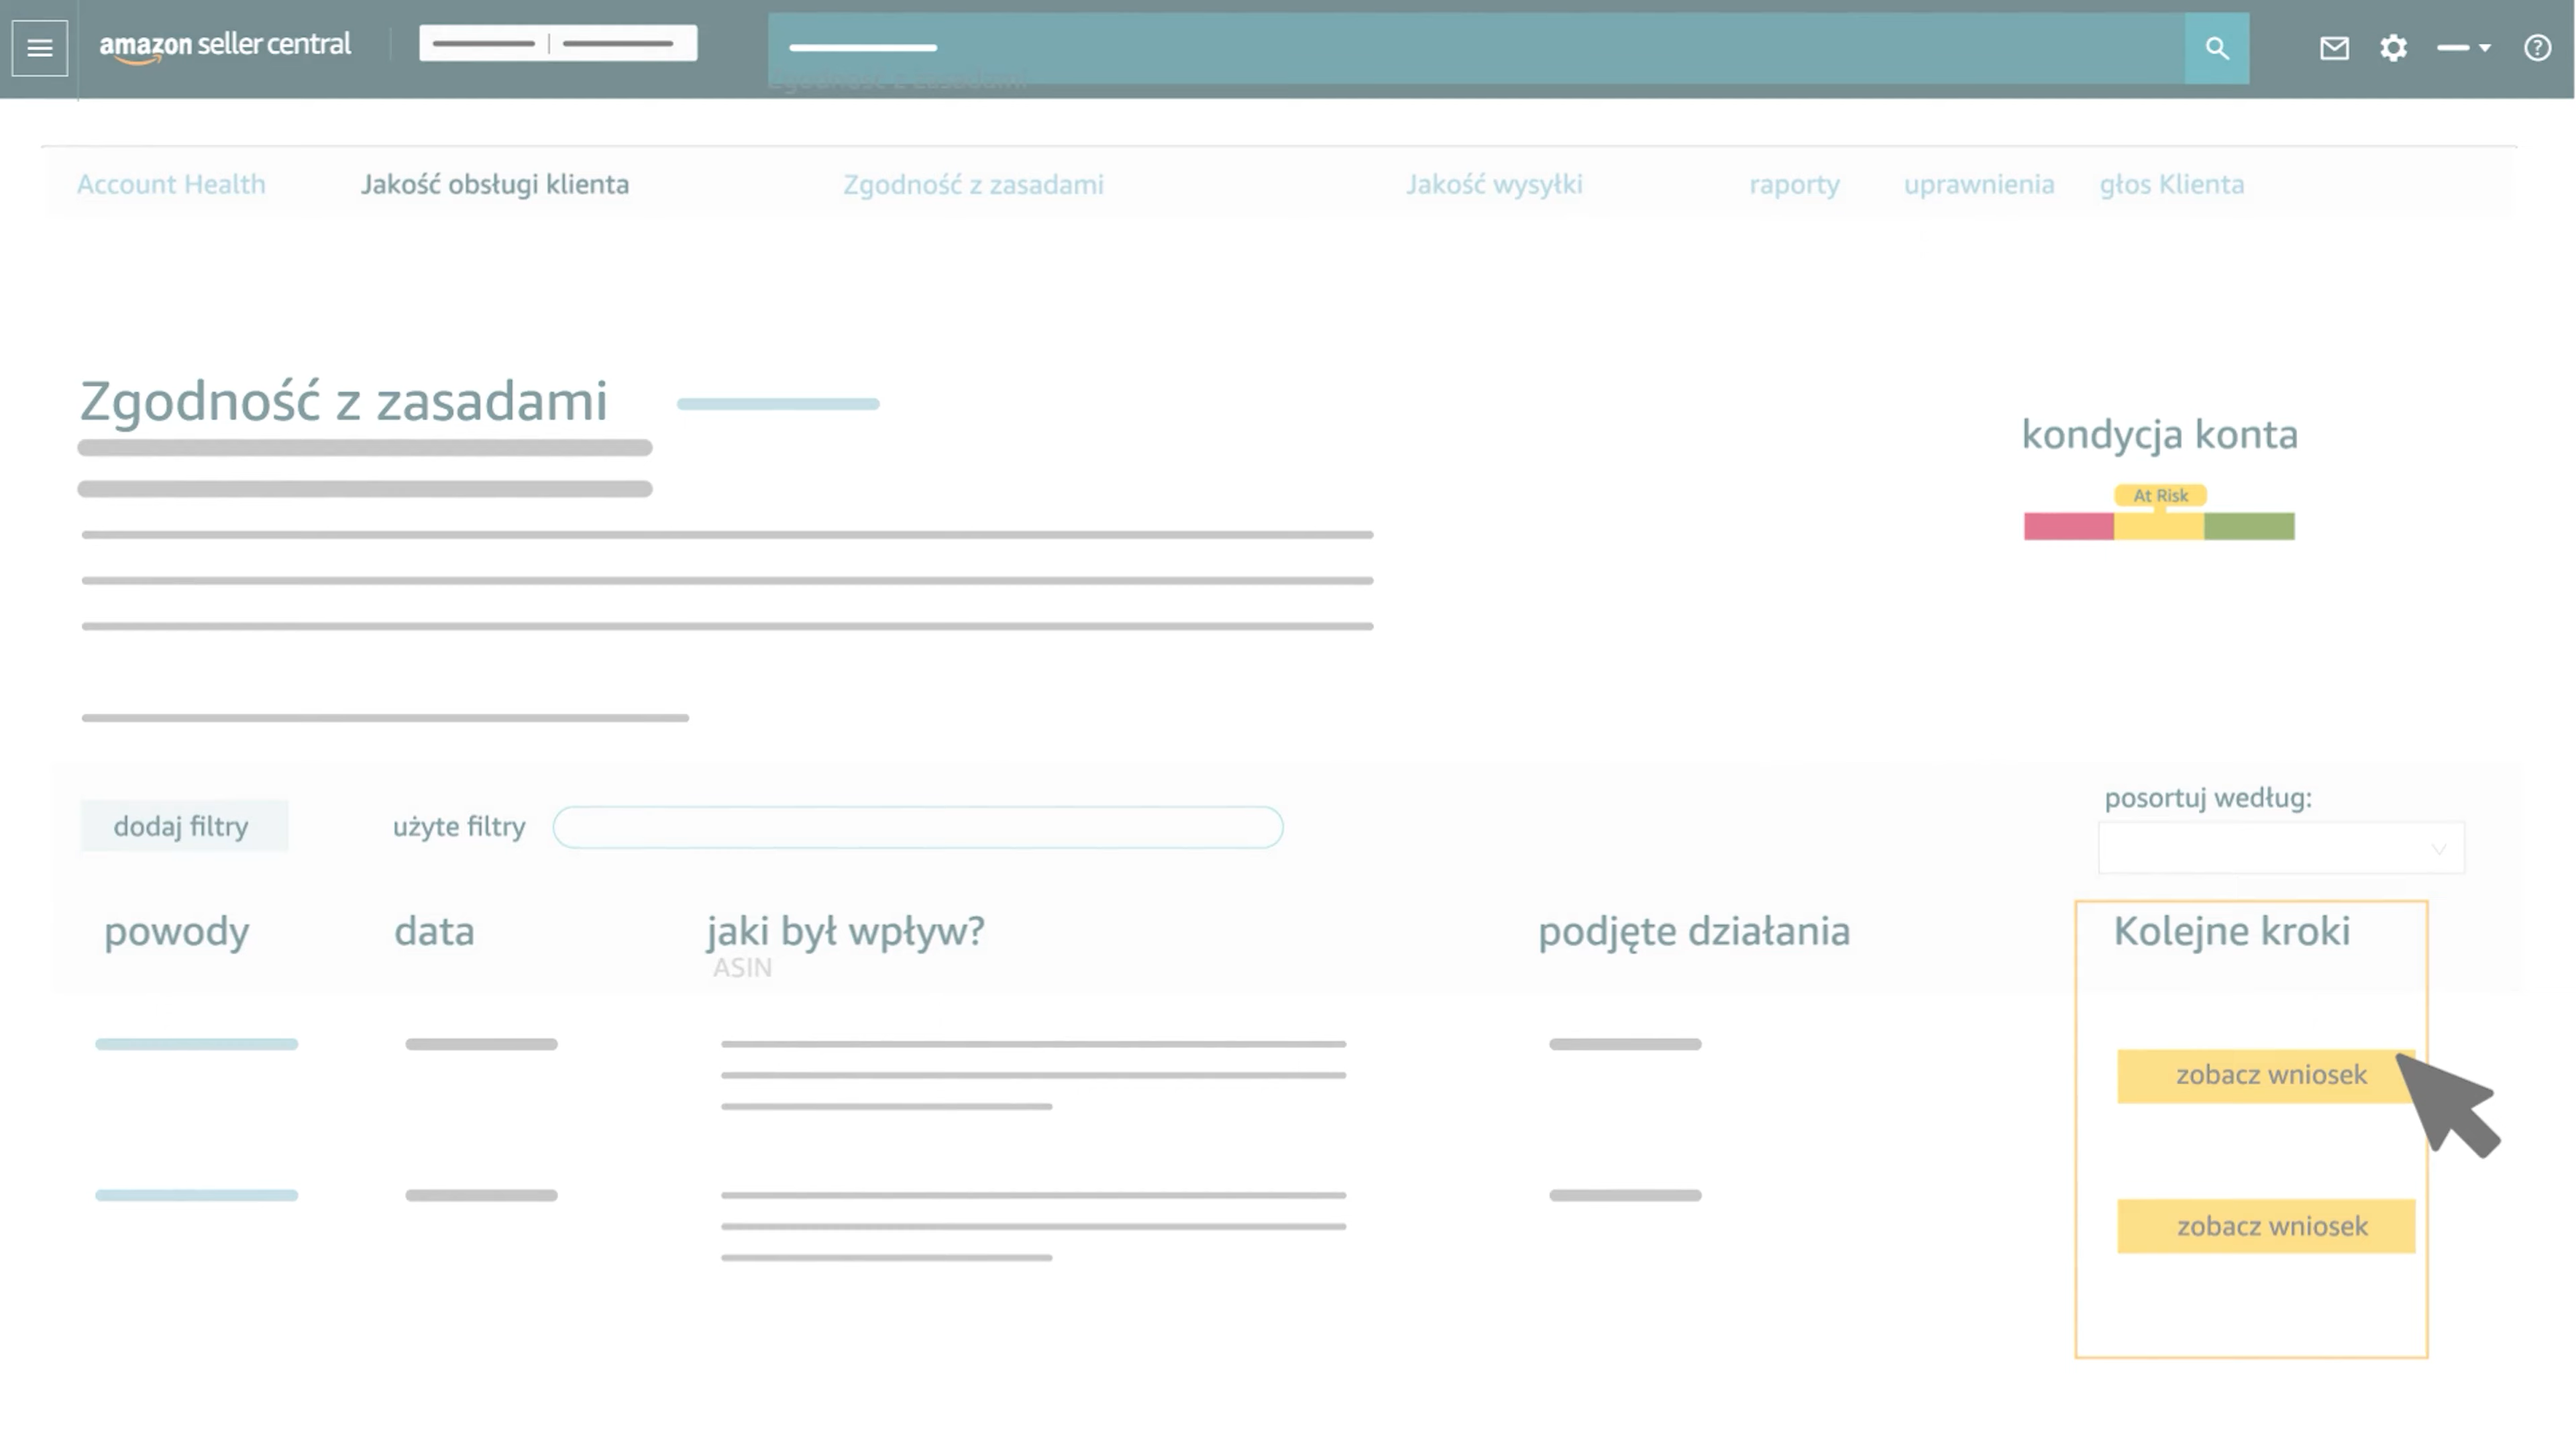 amazon seller central
Zgodność z zasadami
Account Health Jakość obsługi klienta Zgodność z zasadami Jakość wysyłki raporty uprawnienia głos Klienta
Zgodność z zasadami
kondycja konta
At Risk
posortuj według:
dodaj filtry użyte filtry
powody data jaki był wpływ? podjęte działania Kolejne kroki
ASIN
zobacz wniosek
zobacz wniosek